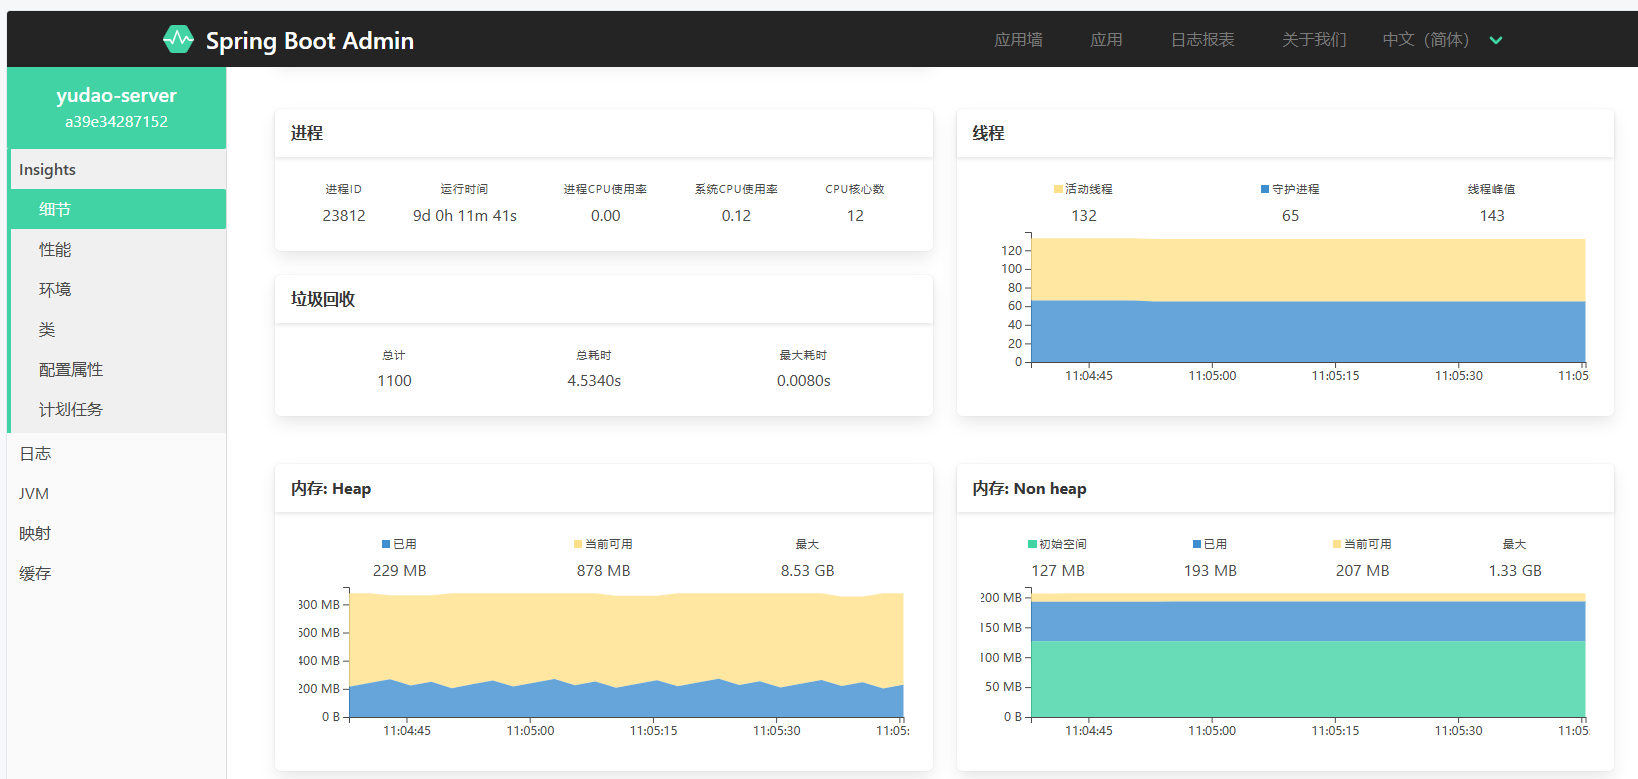 Spring Boot Admin
应用墙 应用 日志报表 关于我们 中文（简体）
yudao-server
a39e34287152
Insights
细节
性能
环境
类
配置属性
计划任务
日志
JVM
映射
缓存
进程
进程ID 运行时间 进程CPU使用率 系统CPU使用率 CPU核心数
23812 9d 0h 11m 41s 0.00 0.12 12
垃圾回收
总计 总耗时 最大耗时
1100 4.5340s 0.0080s
线程
活动线程 守护进程 线程峰值
132 65 143
120
100
80
60
40
20
0
11:04:45 11:05:00 11:05:15 11:05:30 11:05
内存: Heap
已用 当前可用 最大
229 MB 878 MB 8.53 GB
800 MB
600 MB
400 MB
200 MB
0 B
11:04:45 11:05:00 11:05:15 11:05:30 11:05:
内存: Non heap
初始空间 已用 当前可用 最大
127 MB 193 MB 207 MB 1.33 GB
200 MB
150 MB
100 MB
50 MB
0 B
11:04:45 11:05:00 11:05:15 11:05:30 11:05